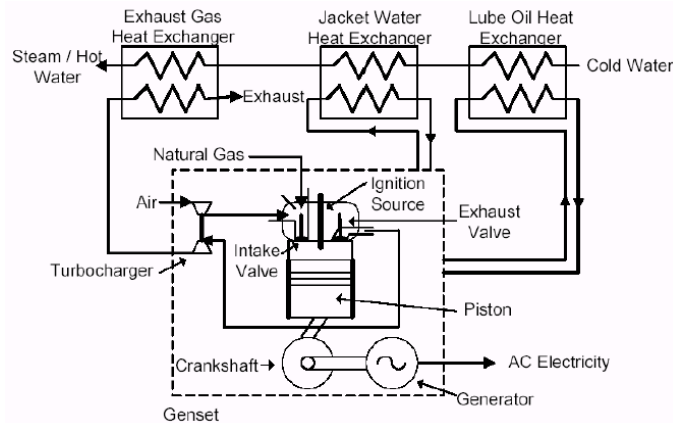 Exhaust Gas
Heat Exchanger
Jacket Water
Heat Exchanger
Lube Oil Heat
Exchanger
Steam / Hot
Water
Cold Water
Exhaust
Natural Gas
Ignition
Source
Air
Exhaust
Valve
Intake
Valve
Turbocharger
Piston
Crankshaft
AC Electricity
Generator
Genset